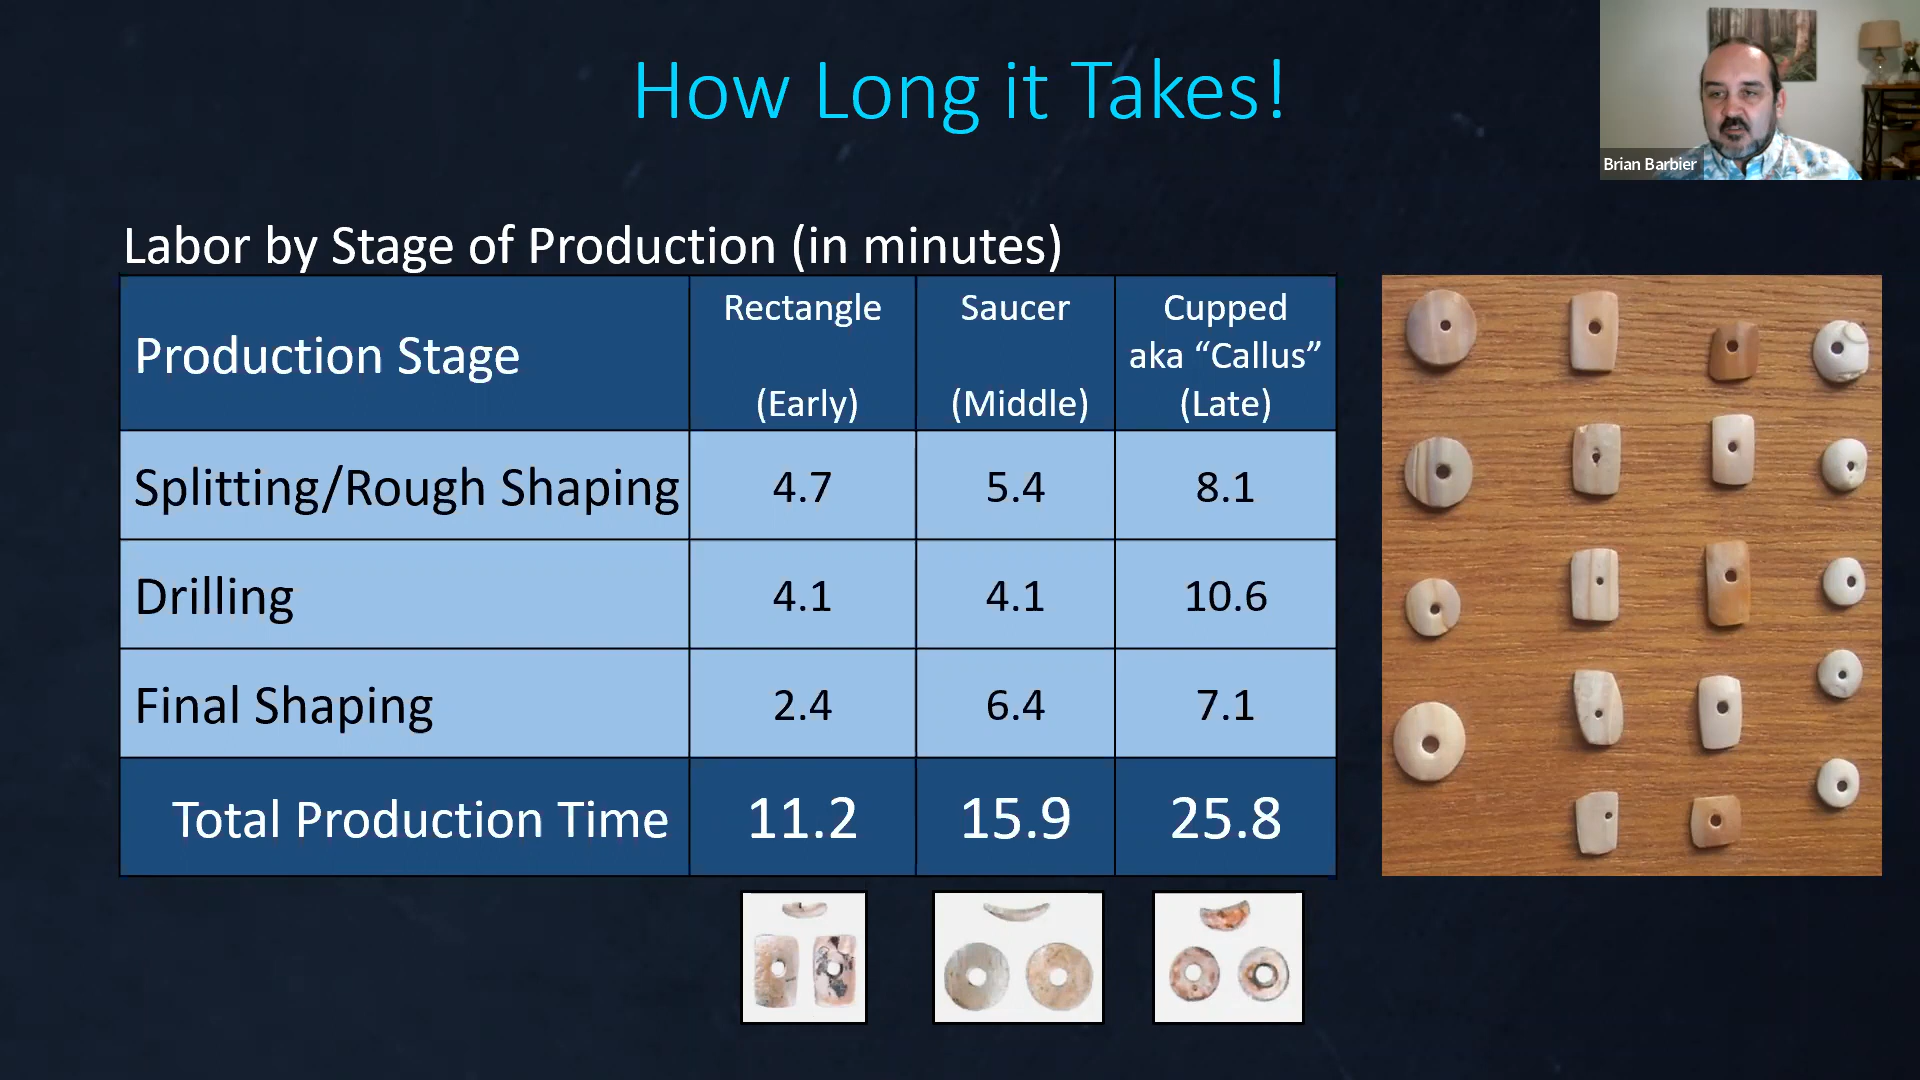 How Long it Takes!
Brian Barbier
Labor by Stage of Production (in minutes)
Production Stage
Rectangle
(Early)
Saucer
(Middle)
Cupped
aka “Callus”
(Late)
Splitting/Rough Shaping 4.7 5.4 8.1
Drilling 4.1 4.1 10.6
Final Shaping 2.4 6.4 7.1
Total Production Time 11.2 15.9 25.8